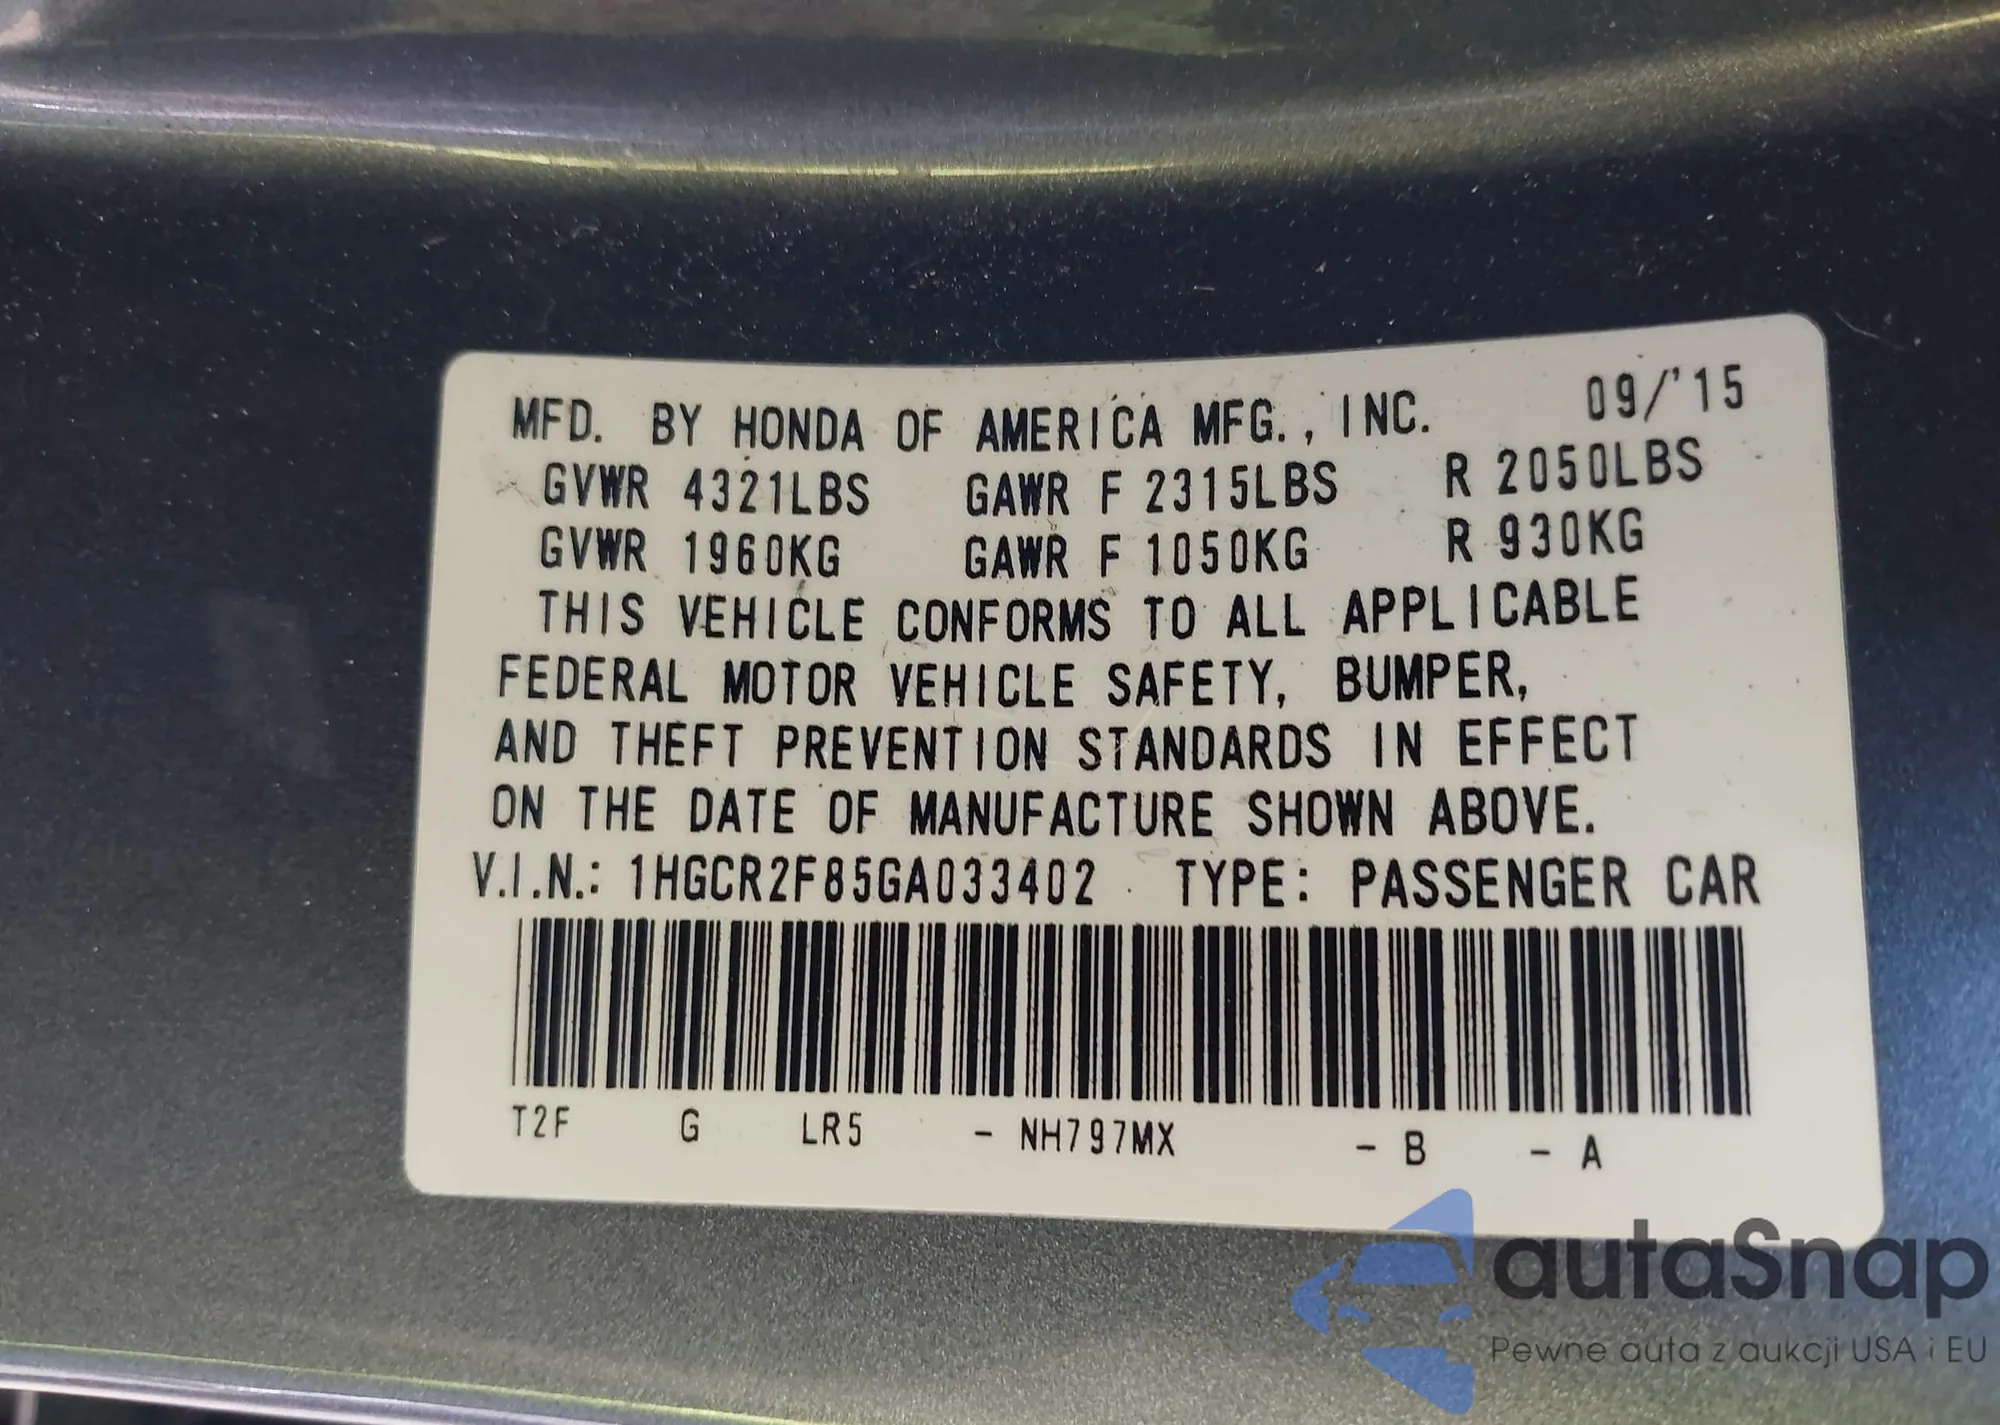 MFD. BY HONDA OF AMERICA MFG., INC. 09/'15
GVWR 4321LBS GAWR F 2315LBS R 2050LBS
GVWR 1960KG GAWR F 1050KG R 930KG
THIS VEHICLE CONFORMS TO ALL APPLICABLE
FEDERAL MOTOR VEHICLE SAFETY, BUMPER,
AND THEFT PREVENTION STANDARDS IN EFFECT
ON THE DATE OF MANUFACTURE SHOWN ABOVE.
V.I.N.: 1HGCR2F85GA033402 TYPE: PASSENGER CAR
T2F G LR5 - NH797MX - B - A
autaSnap
Pewne auta z aukcji USA i EU